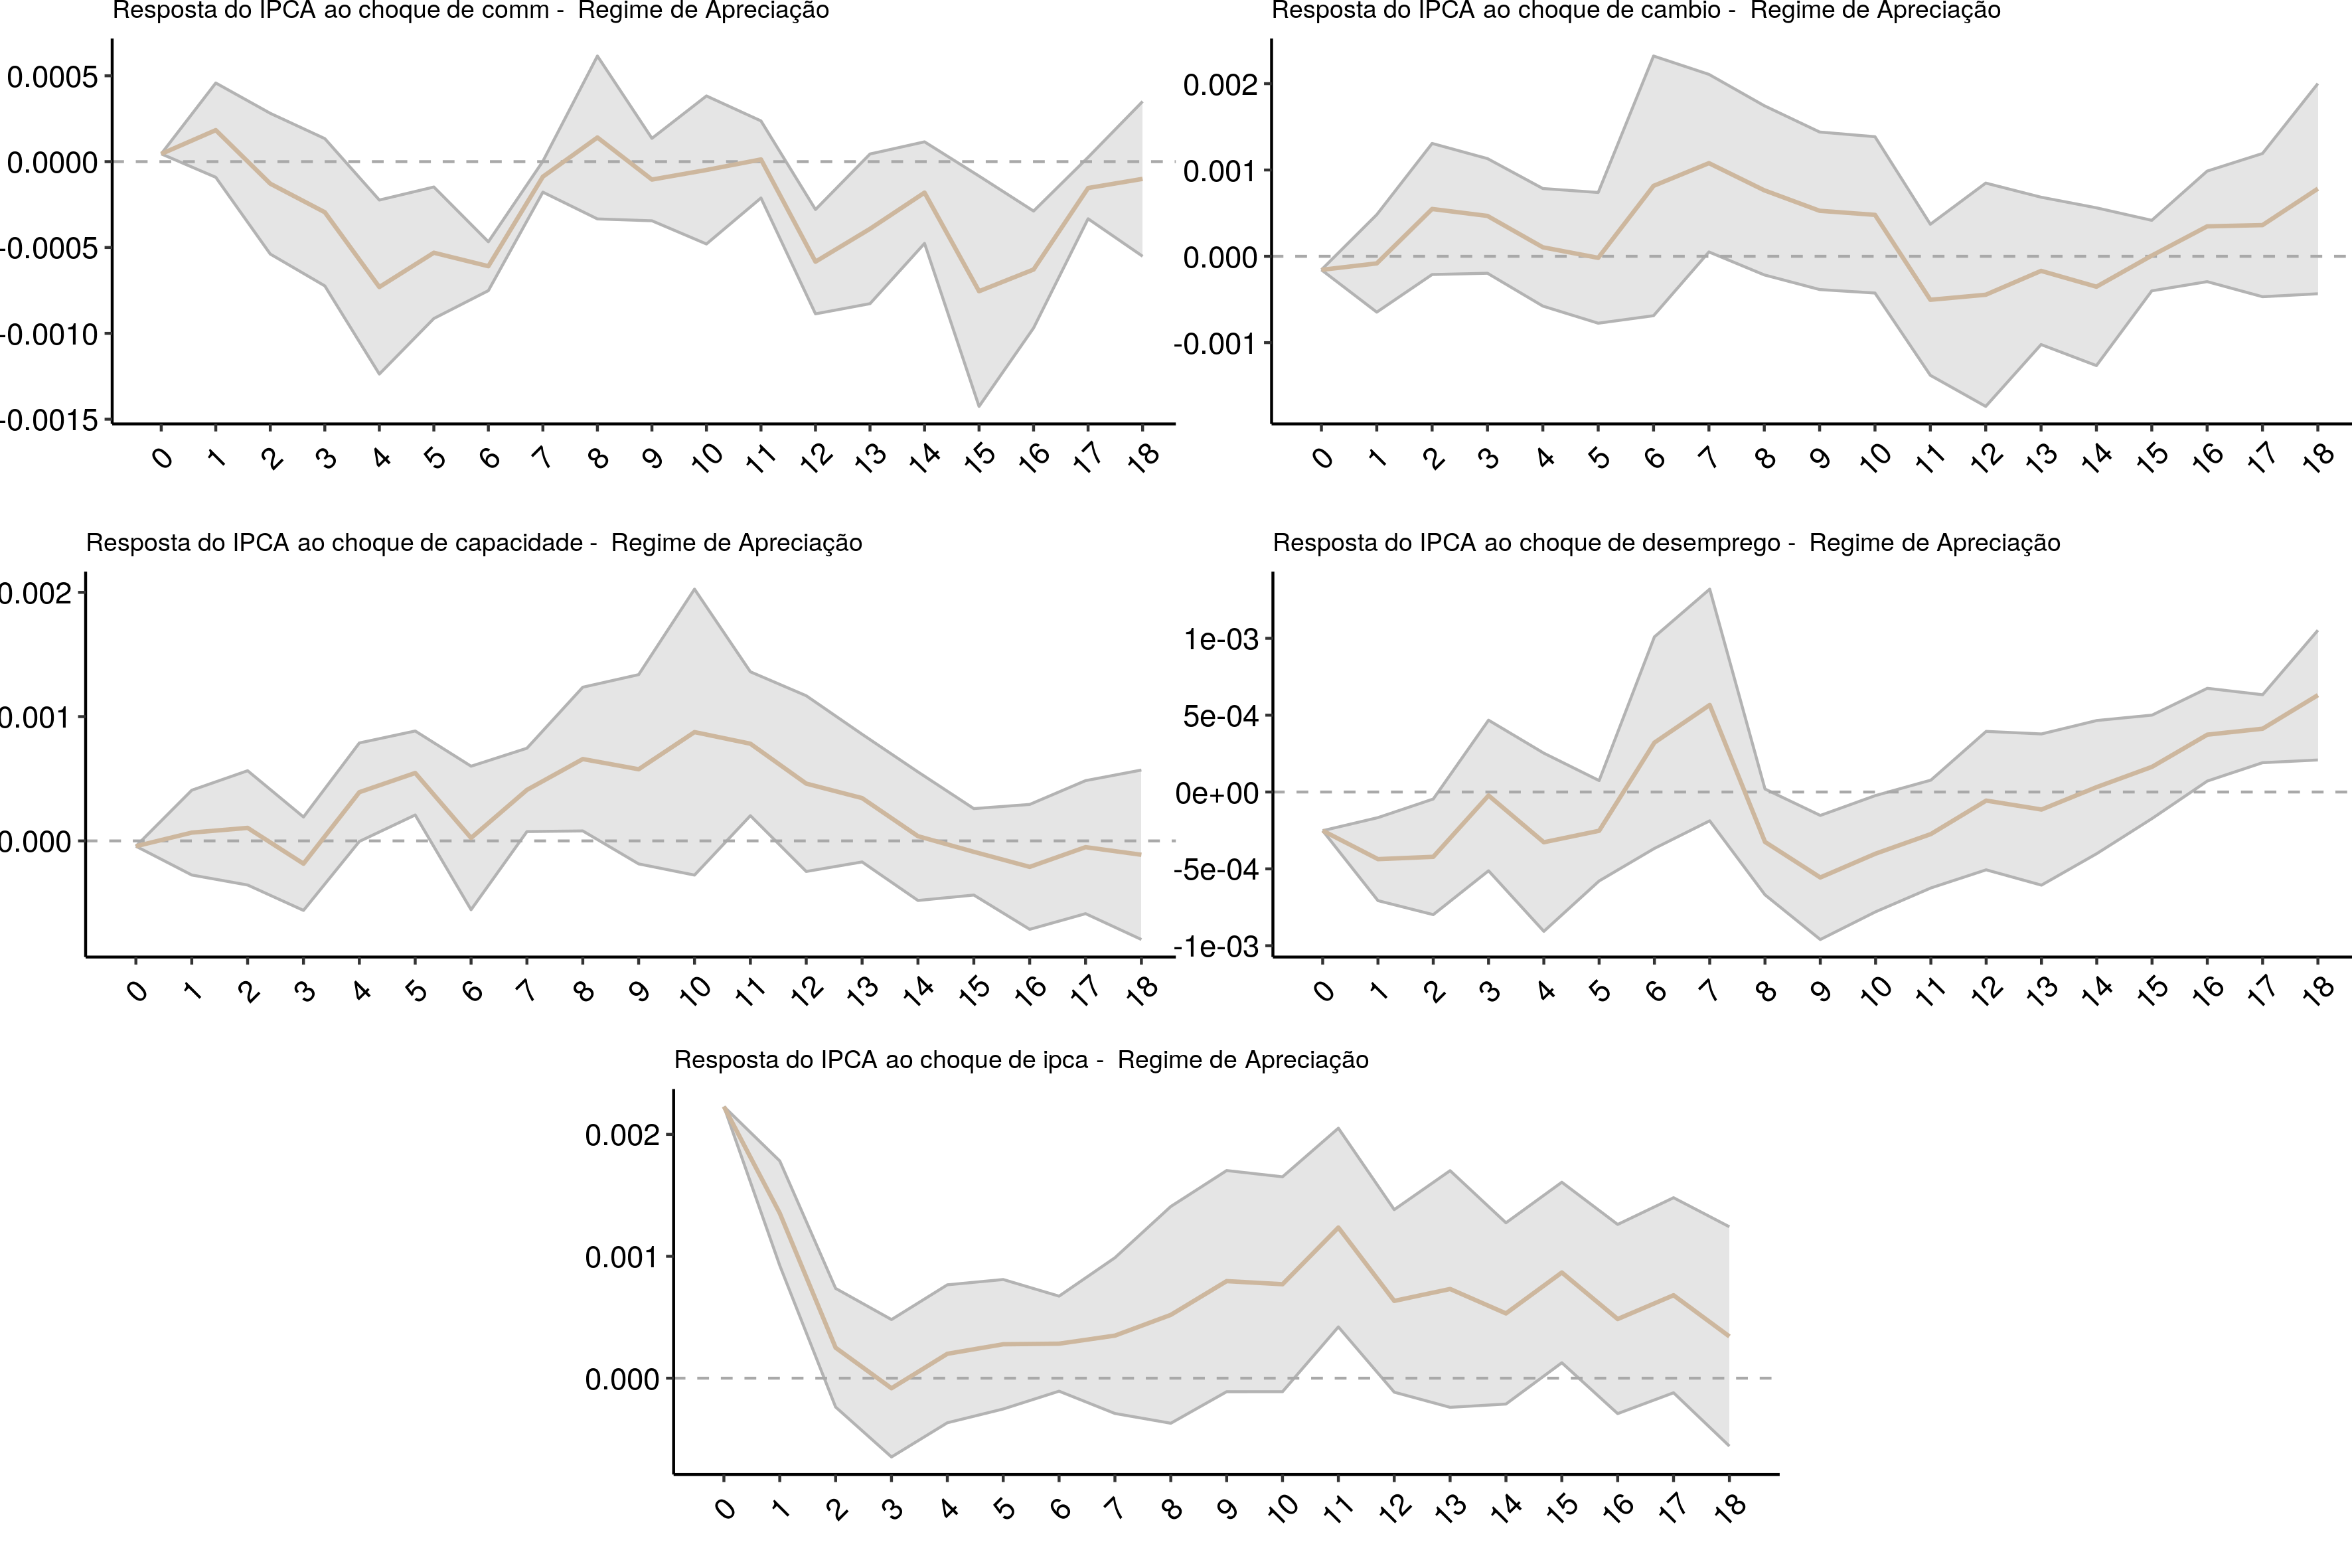 Resposta do IPCA ao choque de comm -  Regime de Apreciação
0.0005
0.0000
-0.0005
-0.0010
-0.0015
0 1 2 3 4 5 6 7 8 9 10 11 12 13 14 15 16 17 18
Resposta do IPCA ao choque de cambio -  Regime de Apreciação
0.002
0.001
0.000
-0.001
0 1 2 3 4 5 6 7 8 9 10 11 12 13 14 15 16 17 18
Resposta do IPCA ao choque de capacidade -  Regime de Apreciação
0.002
0.001
0.000
0 1 2 3 4 5 6 7 8 9 10 11 12 13 14 15 16 17 18
Resposta do IPCA ao choque de desemprego -  Regime de Apreciação
1e-03
5e-04
0e+00
-5e-04
-1e-03
0 1 2 3 4 5 6 7 8 9 10 11 12 13 14 15 16 17 18
Resposta do IPCA ao choque de ipca -  Regime de Apreciação
0.002
0.001
0.000
0 1 2 3 4 5 6 7 8 9 10 11 12 13 14 15 16 17 18